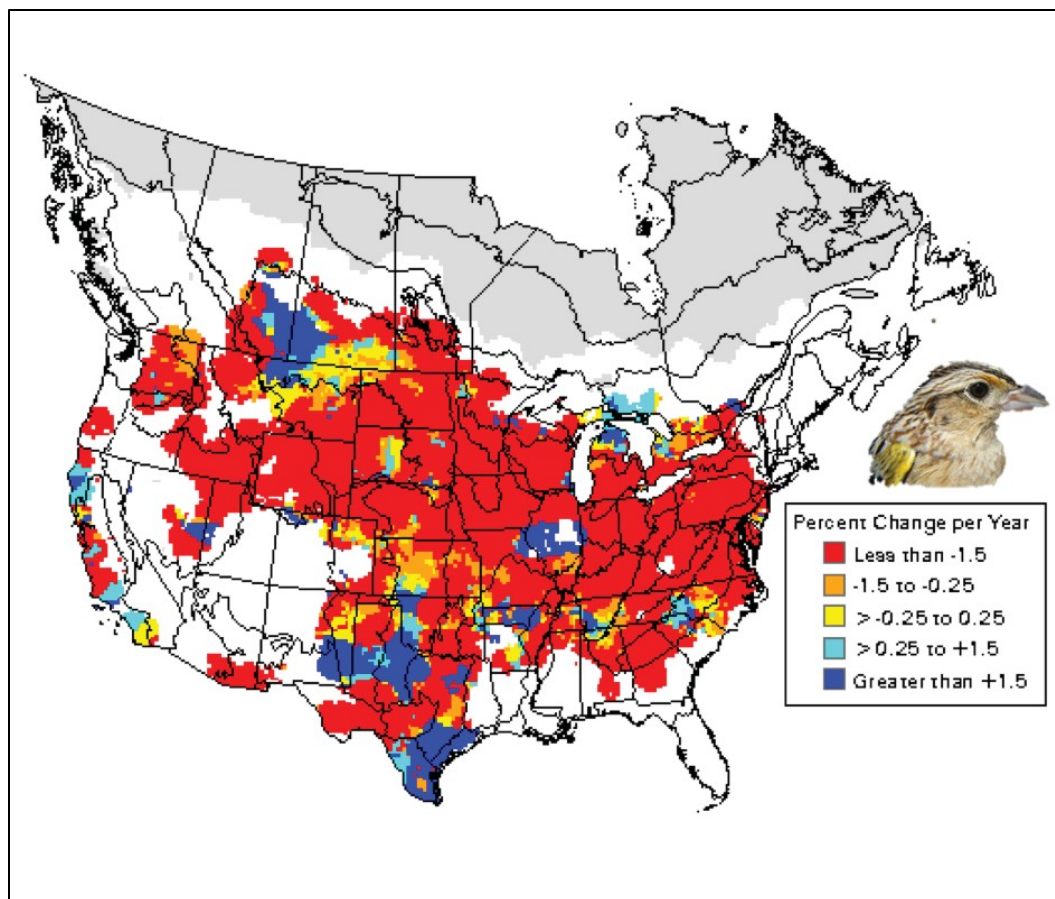 Percent Change per Year
Less than -1.5
-1.5 to -0.25
>-0.25 to 0.25
>0.25 to +1.5
Greater than +1.5